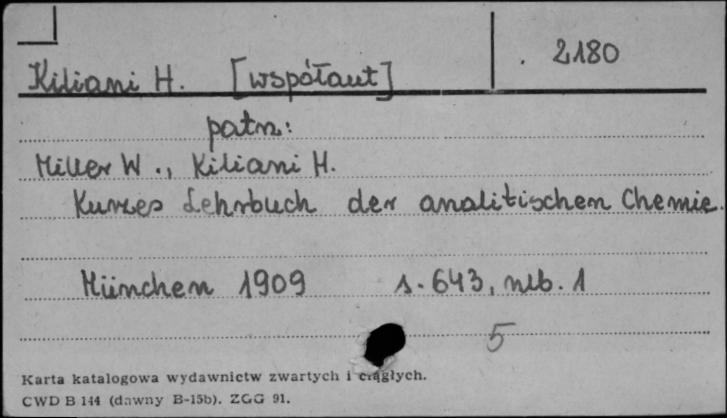 Kiliani H. [współaut] . 2180
patrz:
Miller W., Kiliani H.
Kurzes Lehrbuch der analitischen Chemie.
München 1909 s. 643, nlb. 1
5
Karta katalogowa wydawnictw zwartych i ciągłych.
CWD B 144 (dawny B-15b). ZGG 91.